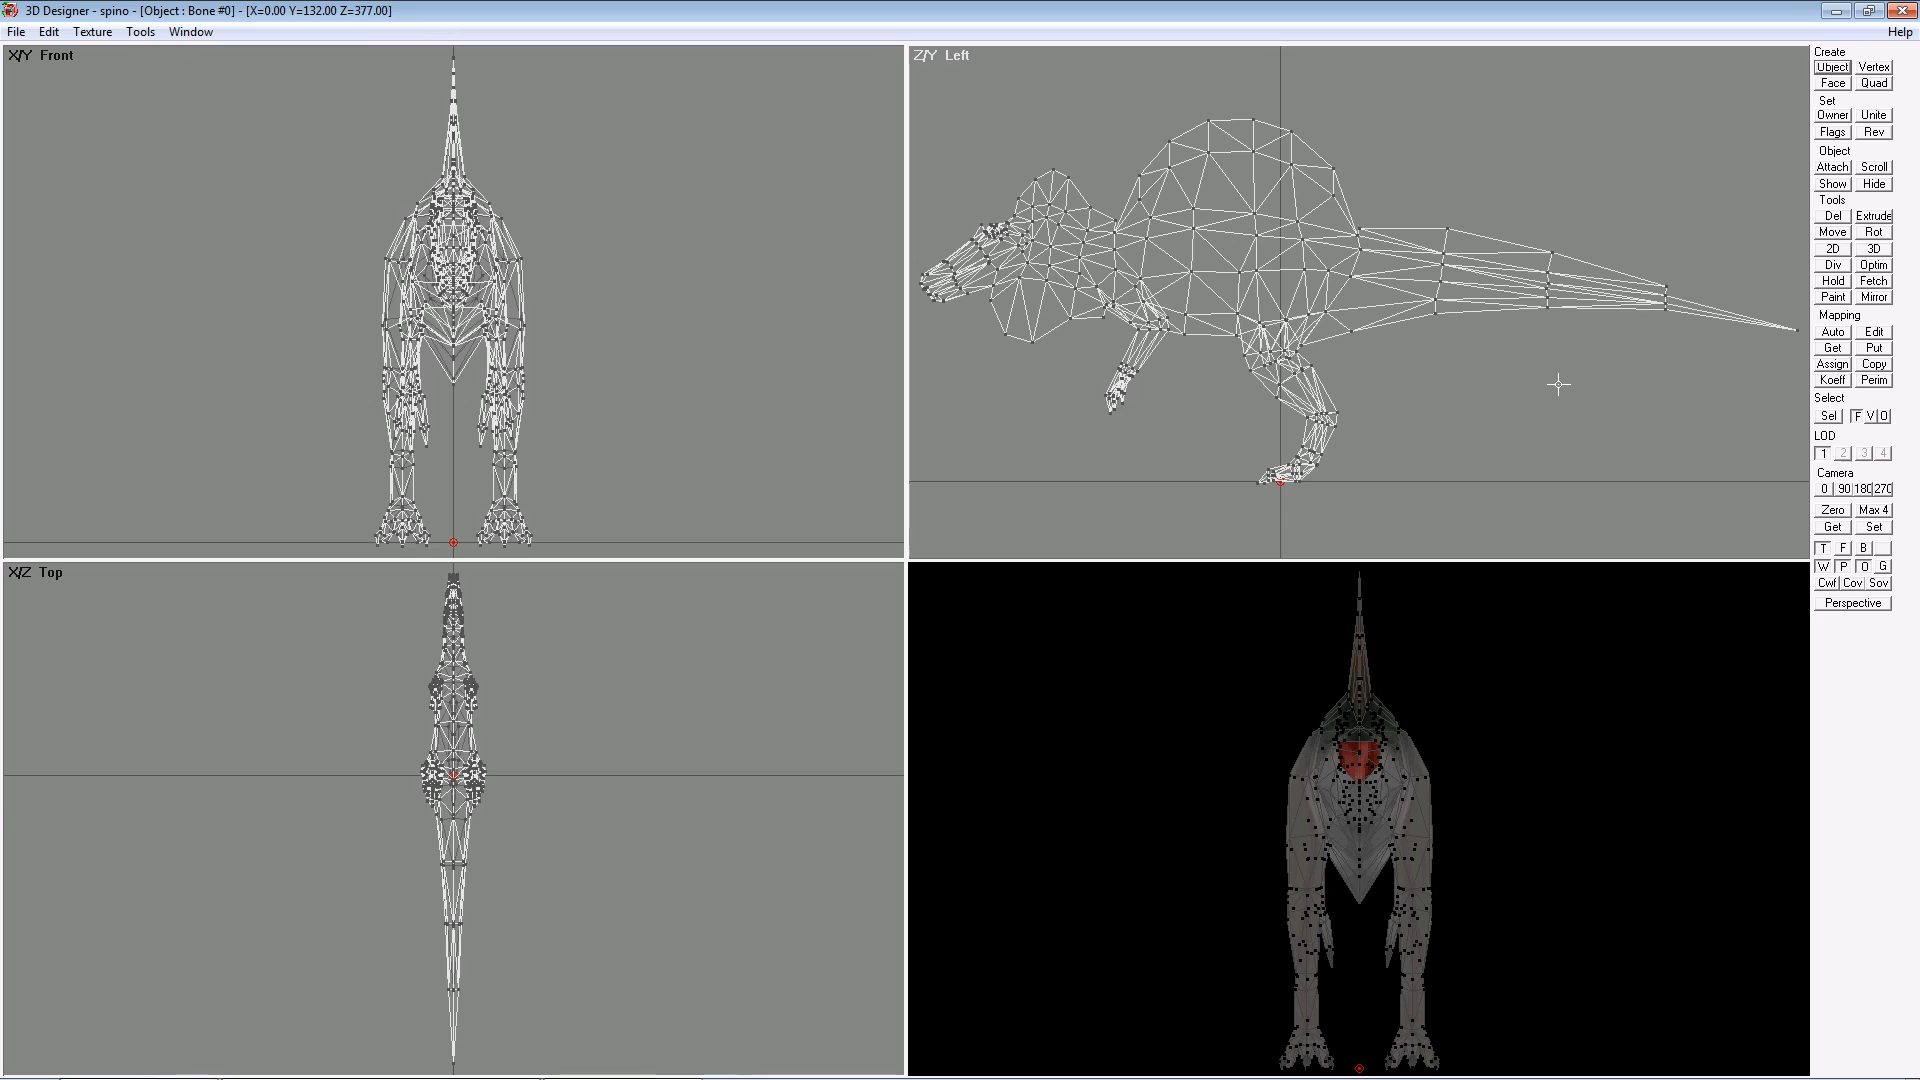 3D Designer - spino - [Object : Bone #0] - [X=0.00 Y=132.00 Z=377.00]
File Edit Texture Tools Window Help
X/Y Front
Z/Y Left
X/Z Top
Create
Object Vertex
Face Quad
Set
Owner Unite
Flags Rev
Object
Attach Scroll
Show Hide
Tools
Del Extrude
Move Rot
2D 3D
Div Optim
Hold Fetch
Paint Mirror
Mapping
Auto Edit
Get Put
Assign Copy
Koeff Perim
Select
Sel F V O
LOD
1 2 3 4
Camera
0 90 180 270
Zero Max 4
Get Set
T F B
W P O G
Cwf Cov Sov
Perspective